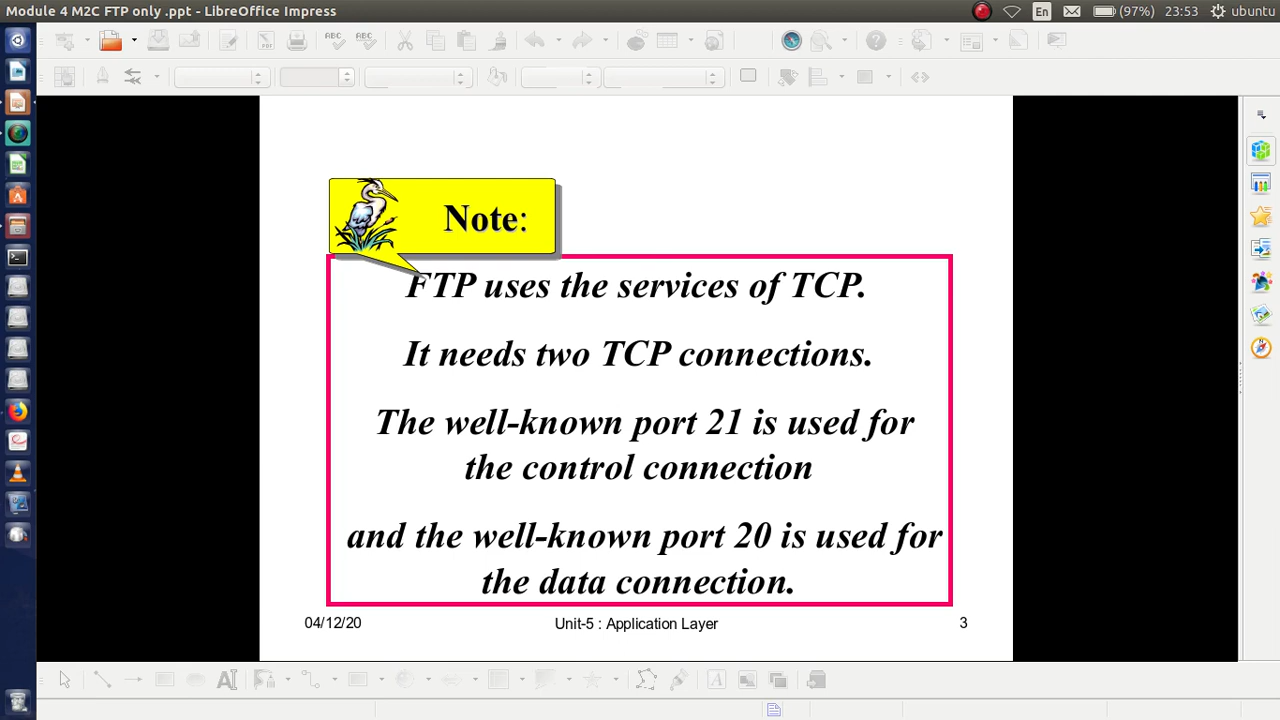 Module 4 M2C FTP only .ppt - LibreOffice Impress
En (97%) 23:53 ubuntu
Note:
FTP uses the services of TCP.
It needs two TCP connections.
The well-known port 21 is used for
the control connection
and the well-known port 20 is used for
the data connection.
04/12/20 Unit-5 : Application Layer 3